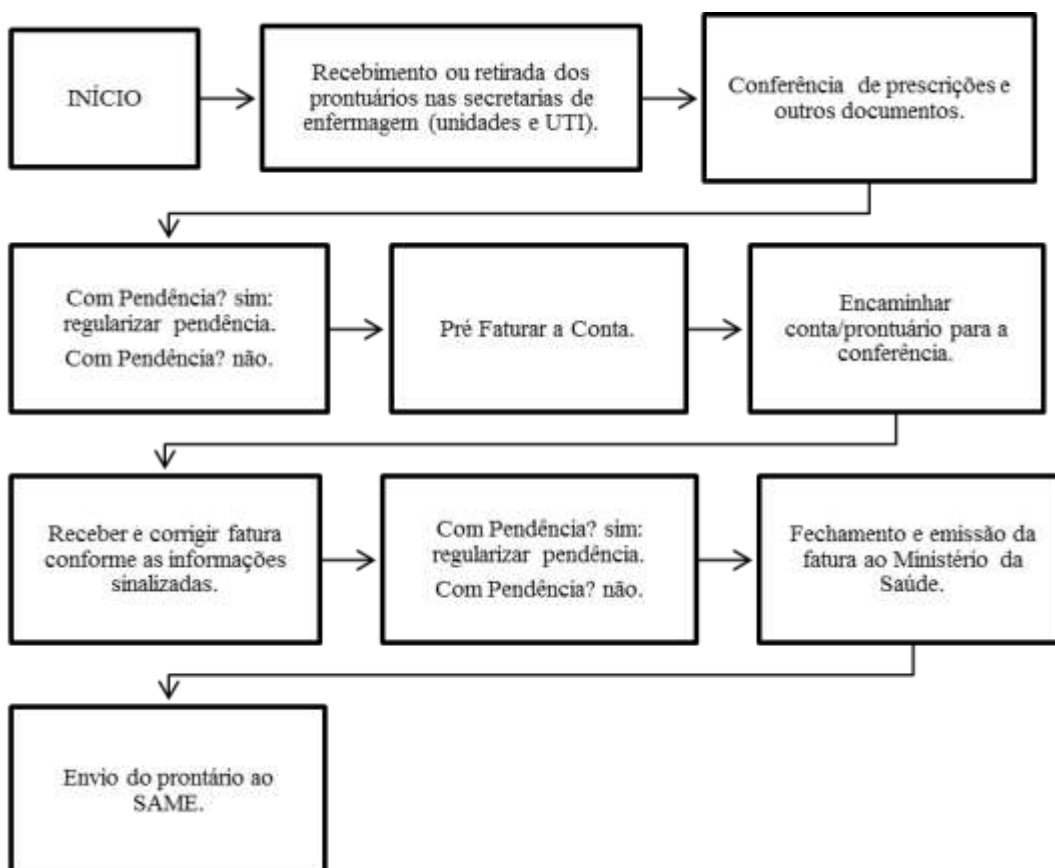 INÍCIO
Recebimento ou retirada dos
prontuários nas secretarias de
enfermagem (unidades e UTI).
Conferência de prescrições e
outros documentos.
Com Pendência? sim:
regularizar pendência.
Com Pendência? não.
Pré Faturar a Conta.
Encaminhar
conta/prontuário para a
conferência.
Receber e corrigir fatura
conforme as informações
sinalizadas.
Com Pendência? sim:
regularizar pendência.
Com Pendência? não.
Fechamento e emissão da
fatura ao Ministério da
Saúde.
Envio do prontário ao
SAME.